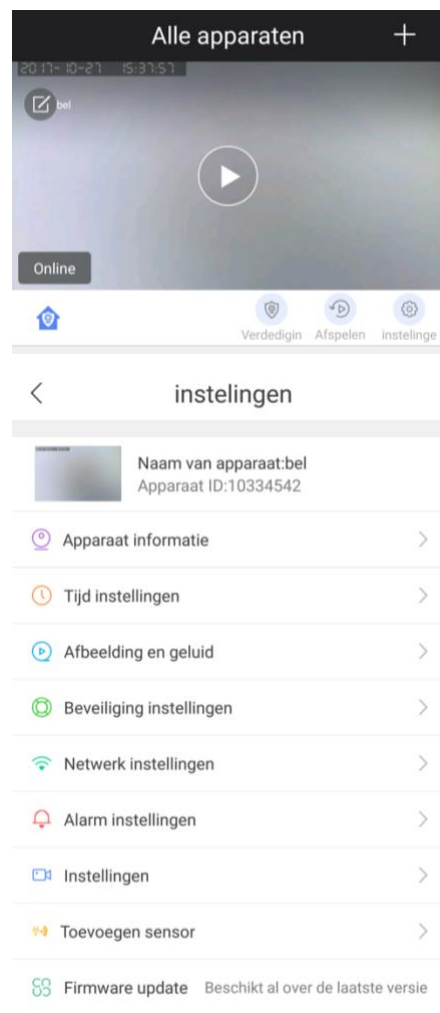 Alle apparaten
2017-10-27 15:37:57
bel
Online
Verdedigin Afspelen instelinge
instelingen
Naam van apparaat:bel
Apparaat ID:10334542
Apparaat informatie
Tijd instellingen
Afbeelding en geluid
Beveiliging instellingen
Netwerk instellingen
Alarm instellingen
Instellingen
Toevoegen sensor
Firmware update Beschikt al over de laatste versie